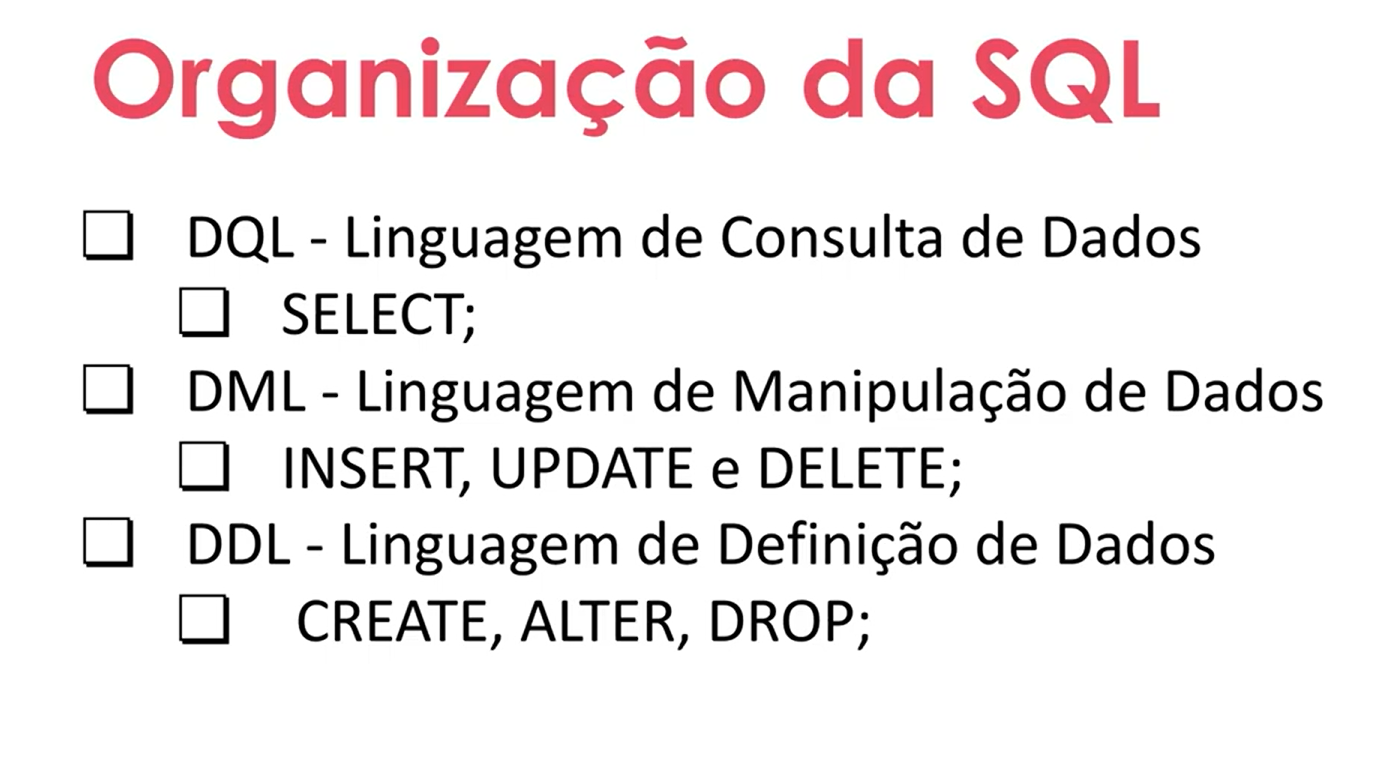 Organização da SQL
DQL - Linguagem de Consulta de Dados
SELECT;
DML - Linguagem de Manipulação de Dados
INSERT, UPDATE e DELETE;
DDL - Linguagem de Definição de Dados
CREATE, ALTER, DROP;